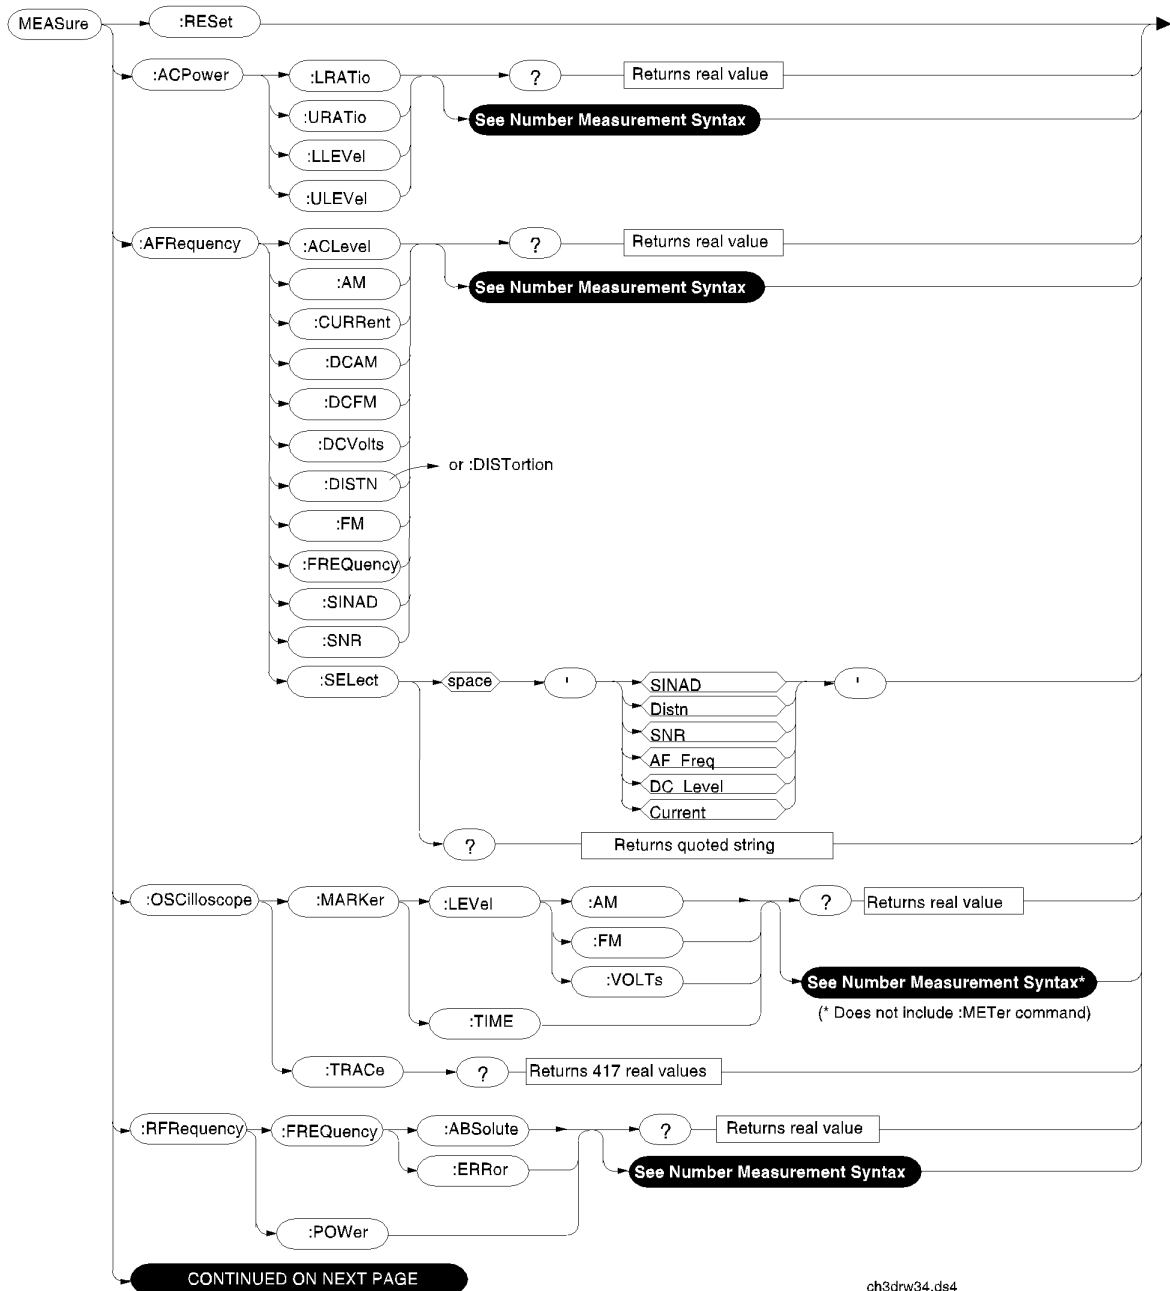 MEASure
:RESet
:ACPower
:LRATio
?
Returns real value
:URATio
See Number Measurement Syntax
:LLEVel
:ULEVel
:AFRequency
:ACLevel
?
Returns real value
:AM
See Number Measurement Syntax
:CURRent
:DCAM
:DCFM
:DCVolts
:DISTN
or :DISTortion
:FM
:FREQuency
:SINAD
:SNR
:SELect
space
'
SINAD
'
Distn
SNR
AF_Freq
DC_Level
Current
?
Returns quoted string
:OSCilloscope
:MARKer
:LEVel
:AM
?
Returns real value
:FM
:VOLTs
See Number Measurement Syntax*
(* Does not include :METer command)
:TIME
:TRACe
?
Returns 417 real values
:RFRequency
:FREQuency
:ABSolute
?
Returns real value
:ERRor
See Number Measurement Syntax
:POWer
CONTINUED ON NEXT PAGE
ch3drw34.ds4